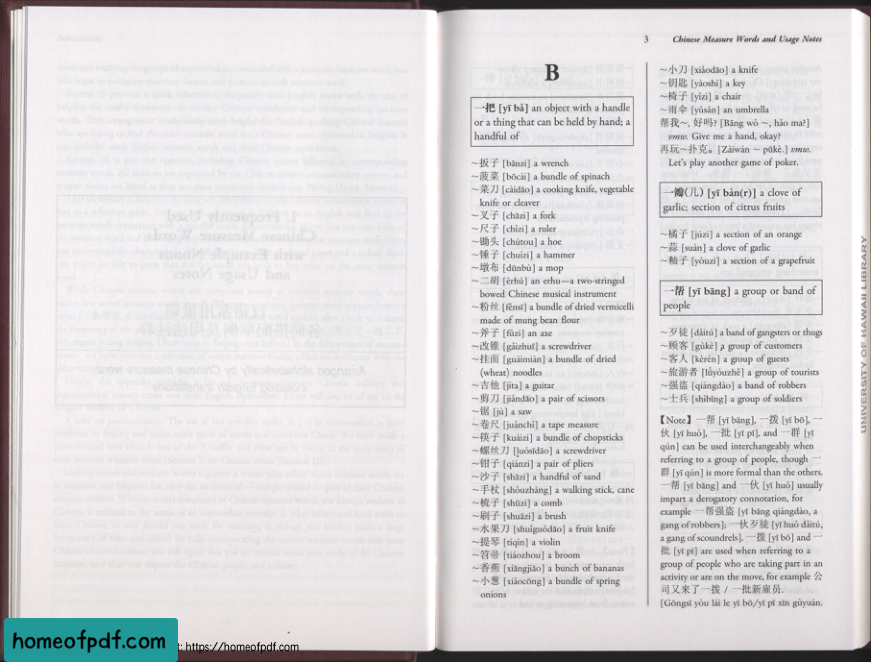 3 Chinese Measure Words and Usage Notes
B
一把 [yī bǎ] an object with a handle
or a thing that can be held by hand; a
handful of
~扳子 [bānzi] a wrench
~菠菜 [bōcài] a bundle of spinach
~菜刀 [càidāo] a cooking knife, vegetable
knife or cleaver
~叉子 [chāzi] a fork
~尺子 [chǐzi] a ruler
~锄头 [chútou] a hoe
~锤子 [chuízi] a hammer
~墩布 [dūnbù] a mop
~二胡 [èrhú] an erhu—a two-stringed
bowed Chinese musical instrument
~粉丝 [fěnsī] a bundle of dried vermicelli
made of mung bean flour
~斧子 [fǔzi] an axe
~改锥 [gǎizhuī] a screwdriver
~挂面 [guàimiàn] a bundle of dried
(wheat) noodles
~吉他 [jíta] a guitar
~剪刀 [jiǎndāo] a pair of scissors
~锯 [jù] a saw
~卷尺 [juǎnchǐ] a tape measure
~筷子 [kuàizi] a bundle of chopsticks
~螺丝刀 [luósīdāo] a screwdriver
~钳子 [qiánzi] a pair of pliers
~沙子 [shāzi] a handful of sand
~手杖 [shǒuzhàng] a walking stick, cane
~梳子 [shūzi] a comb
~刷子 [shuāzi] a brush
~水果刀 [shuǐguǒdāo] a fruit knife
~提琴 [tíqín] a violin
~笤帚 [tiáozhou] a broom
~香蕉 [xiāngjiāo] a bunch of bananas
~小葱 [xiǎocōng] a bundle of spring
onions
~小刀 [xiǎodāo] a knife
~钥匙 [yàoshi] a key
~椅子 [yǐzi] a chair
~雨伞 [yǔsǎn] an umbrella
帮我~, 好吗? [Bāng wǒ ~, hǎo ma?]
vmw. Give me a hand, okay?
再玩~扑克。 [Zàiwán ~ pūkè.] vmw.
Let's play another game of poker.
一瓣(儿) [yī bàn(r)] a clove of
garlic; section of citrus fruits
~橘子 [júzi] a section of an orange
~蒜 [suàn] a clove of garlic
~柚子 [yòuzi] a section of a grapefruit
一帮 [yī bāng] a group or band of
people
~歹徒 [dǎitú] a band of gangsters or thugs
~顾客 [gùkè] a group of customers
~客人 [kèrén] a group of guests
~旅游者 [lǚyóuzhě] a group of tourists
~强盗 [qiángdào] a band of robbers
~士兵 [shìbīng] a group of soldiers
【Note】 一帮 [yī bāng], 一拨 [yī bō], 一
伙 [yī huǒ], 一批 [yī pī], and 一群 [yī
qún] can be used interchangeably when
referring to a group of people, though 一
群 [yī qún] is more formal than the others.
一帮 [yī bāng] and 一伙 [yī huǒ] usually
impart a derogatory connotation, for
example 一帮强盗 [yī bāng qiángdào, a
gang of robbers]; 一伙歹徒 [yī huǒ dǎitú,
a gang of scoundrels]. 一拨 [yī bō] and 一
批 [yī pī] are used when referring to a
group of people who are taking part in an
activity or are on the move, for example 公
司又来了一拨 / 一批新雇员.
[Gōngsī yòu lái le yī bō/yī pī xīn gùyuán.
UNIVERSITY OF HAWAII LIBRARY
homeofpdf.com
https://homeofpdf.com